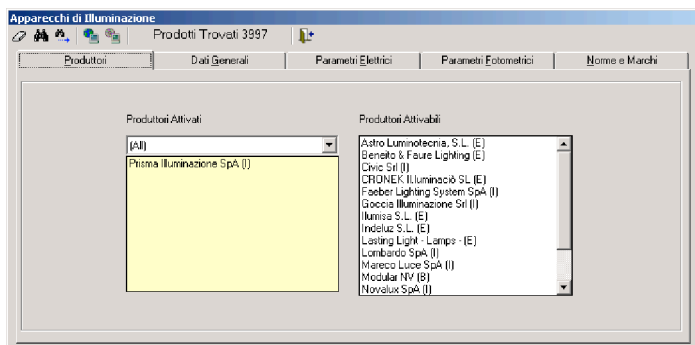 Apparecchi di Illuminazione
Prodotti Trovati 3997
Produttori
Dati Generali
Parametri Elettrici
Parametri Fotometrici
Norme e Marchi
Produttori Attivati
Produttori Attivabili
(All)
Prisma Illuminazione SpA (I)
Astro Luminotecnia, S.L. (E)
Beneito & Faure Lighting (E)
Civic Srl (I)
CRONEK Il.luminació SL (E)
Faeber Lighting System SpA (I)
Goccia Illuminazione Srl (I)
Ilumisa S.L. (E)
Indeluz S.L. (E)
Lasting Light - Lamps - (E)
Lombardo SpA (I)
Mareco Luce SpA (I)
Modular NV (B)
Novalux SpA (I)